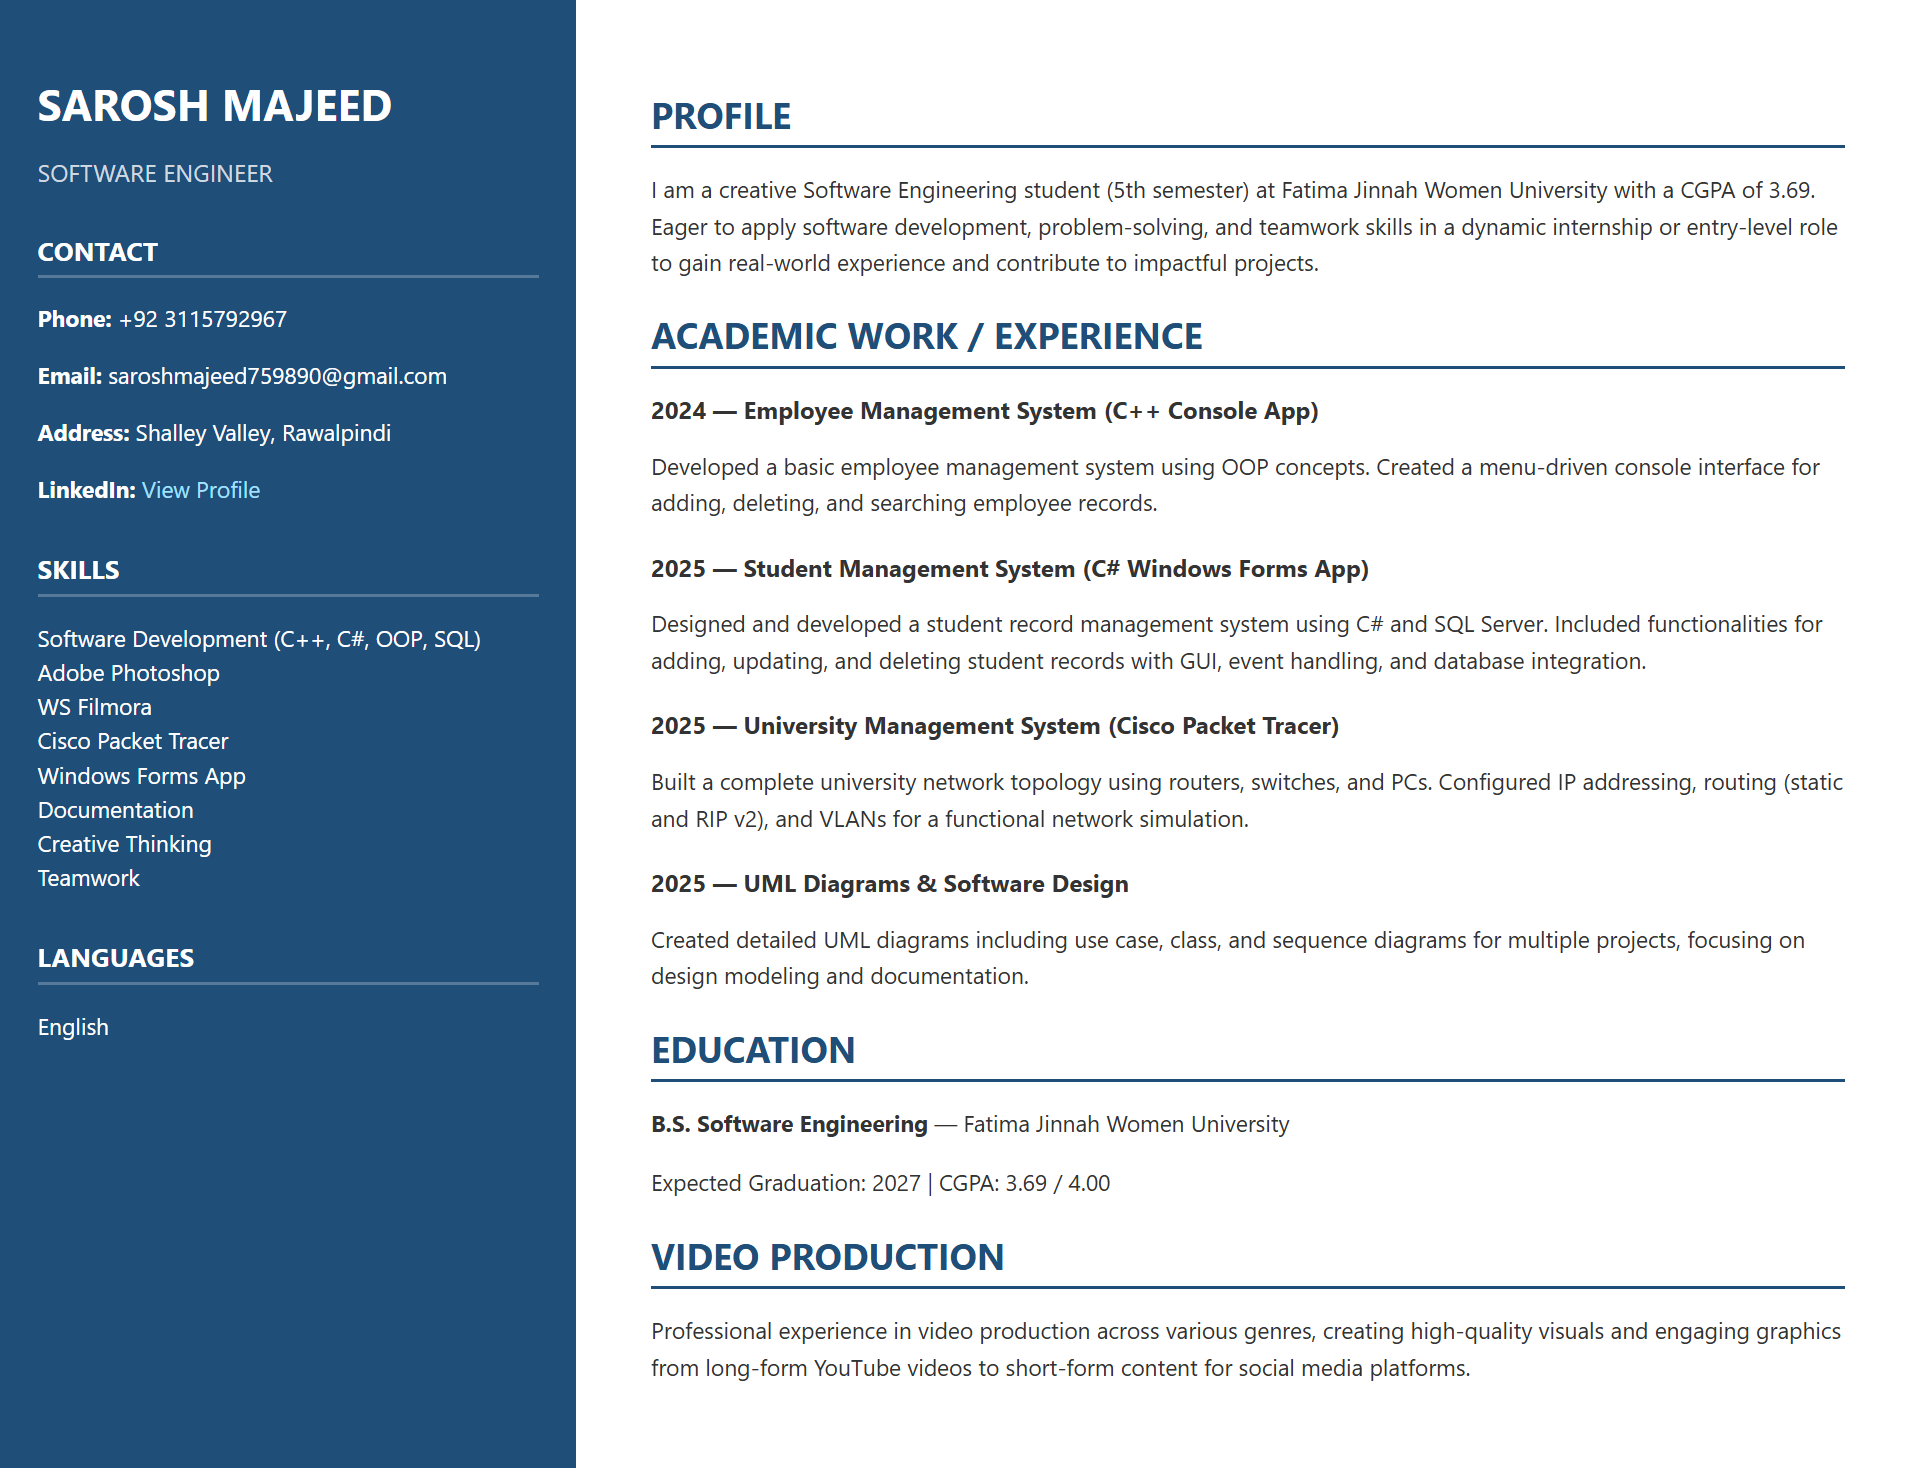 SAROSH MAJEED
SOFTWARE ENGINEER
CONTACT
Phone: +92 3115792967
Email: saroshmajeed759890@gmail.com
Address: Shalley Valley, Rawalpindi
LinkedIn: View Profile
SKILLS
Software Development (C++, C#, OOP, SQL)
Adobe Photoshop
WS Filmora
Cisco Packet Tracer
Windows Forms App
Documentation
Creative Thinking
Teamwork
LANGUAGES
English
PROFILE
I am a creative Software Engineering student (5th semester) at Fatima Jinnah Women University with a CGPA of 3.69.
Eager to apply software development, problem-solving, and teamwork skills in a dynamic internship or entry-level role
to gain real-world experience and contribute to impactful projects.
ACADEMIC WORK / EXPERIENCE
2024 — Employee Management System (C++ Console App)
Developed a basic employee management system using OOP concepts. Created a menu-driven console interface for
adding, deleting, and searching employee records.
2025 — Student Management System (C# Windows Forms App)
Designed and developed a student record management system using C# and SQL Server. Included functionalities for
adding, updating, and deleting student records with GUI, event handling, and database integration.
2025 — University Management System (Cisco Packet Tracer)
Built a complete university network topology using routers, switches, and PCs. Configured IP addressing, routing (static
and RIP v2), and VLANs for a functional network simulation.
2025 — UML Diagrams & Software Design
Created detailed UML diagrams including use case, class, and sequence diagrams for multiple projects, focusing on
design modeling and documentation.
EDUCATION
B.S. Software Engineering — Fatima Jinnah Women University
Expected Graduation: 2027 | CGPA: 3.69 / 4.00
VIDEO PRODUCTION
Professional experience in video production across various genres, creating high-quality visuals and engaging graphics
from long-form YouTube videos to short-form content for social media platforms.